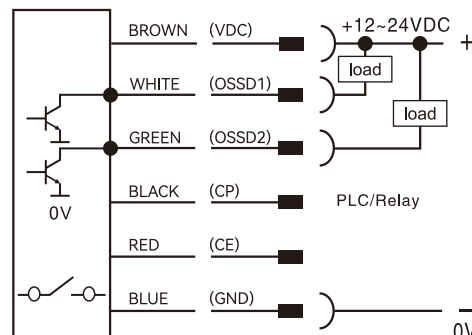 BROWN (VDC) +12~24VDC +
load
WHITE (OSSD1)
load
GREEN (OSSD2)
BLACK (CP) PLC/Relay
0V
RED (CE)
BLUE (GND)
0V